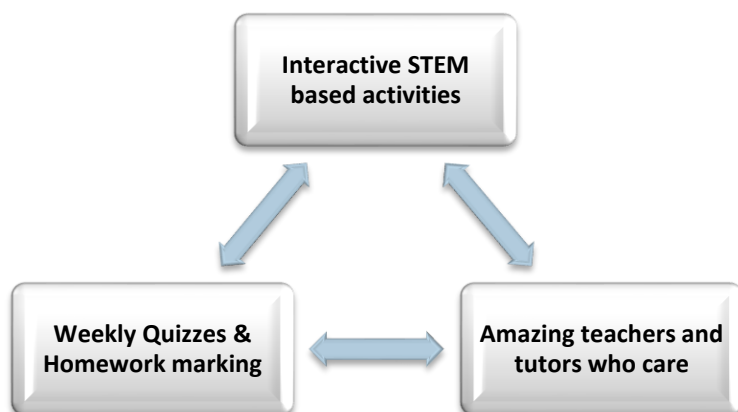 Interactive STEM
based activities
Weekly Quizzes &
Homework marking
Amazing teachers and
tutors who care